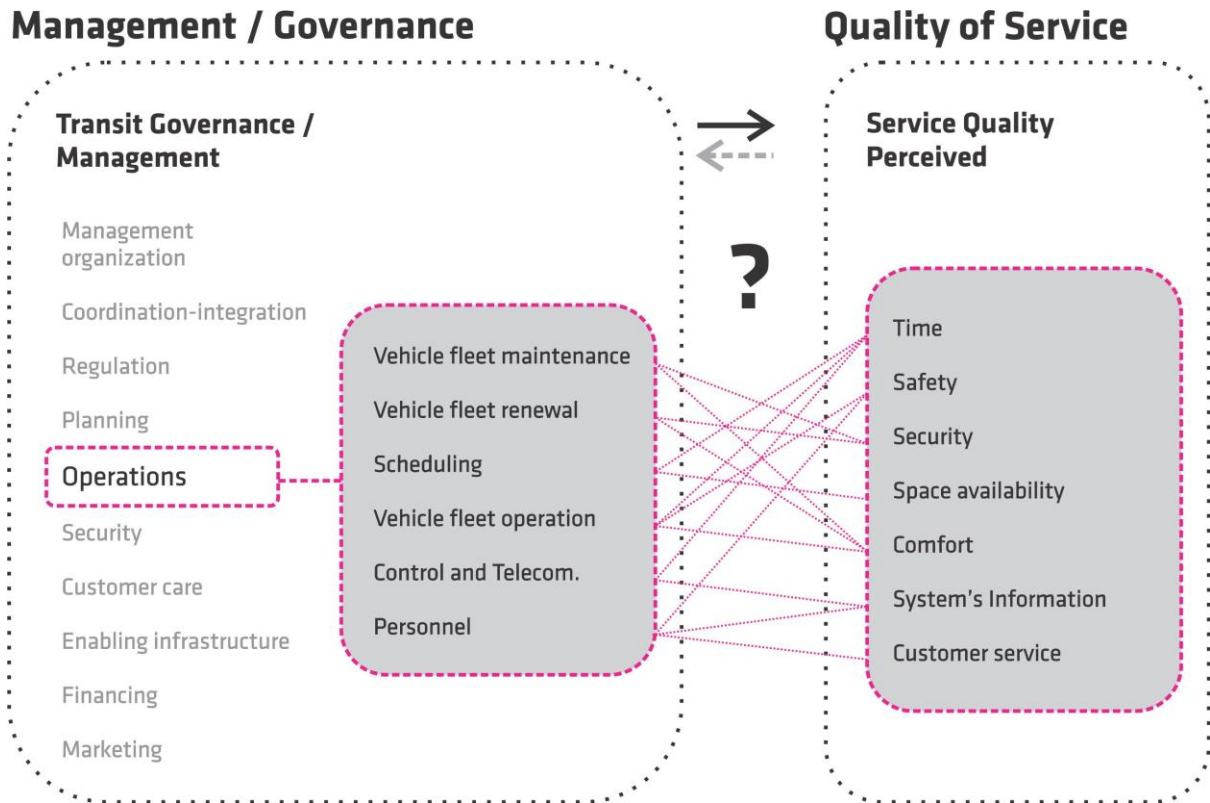 Management / Governance
Transit Governance /
Management
Management
organization
Coordination-integration
Regulation
Planning
Operations
Security
Customer care
Enabling infrastructure
Financing
Marketing
Vehicle fleet maintenance
Vehicle fleet renewal
Scheduling
Vehicle fleet operation
Control and Telecom.
Personnel
?
Quality of Service
Service Quality
Perceived
Time
Safety
Security
Space availability
Comfort
System’s Information
Customer service